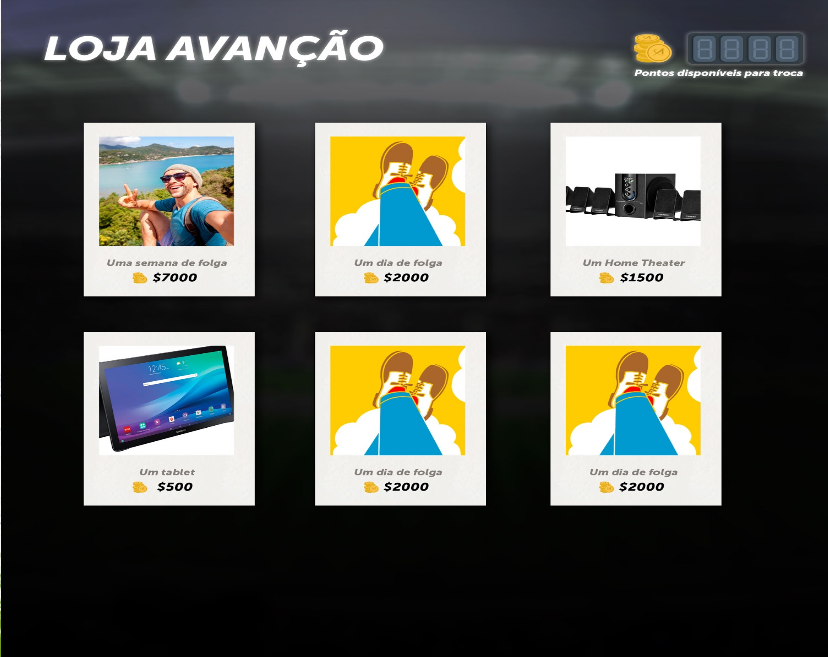 LOJA AVANÇÃO
Pontos disponíveis para troca
Uma semana de folga
$7000
Um dia de folga
$2000
Um Home Theater
$1500
Um tablet
$500
Um dia de folga
$2000
Um dia de folga
$2000